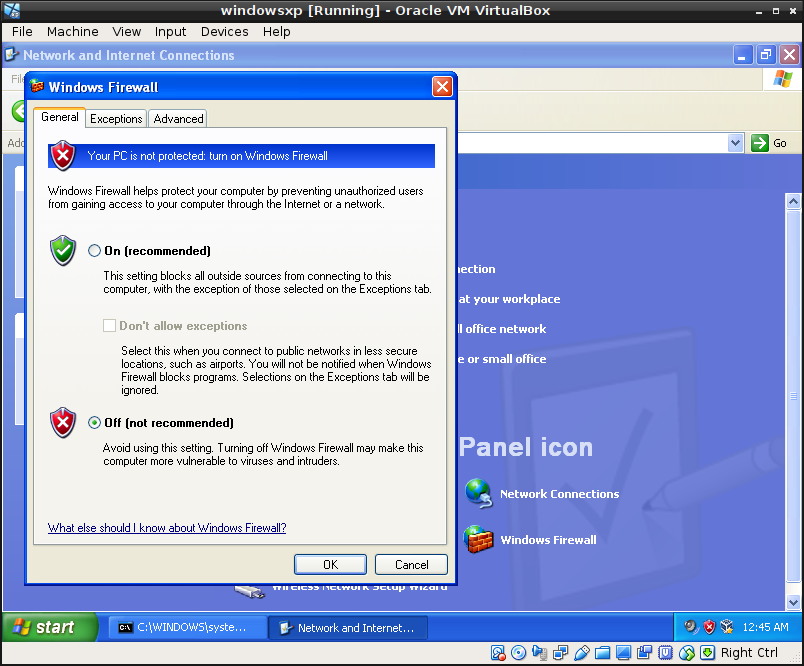 windowsxp [Running] - Oracle VM VirtualBox
File Machine View Input Devices Help
Network and Internet Connections
Windows Firewall
General Exceptions Advanced
Your PC is not protected: turn on Windows Firewall
Go
Windows Firewall helps protect your computer by preventing unauthorized users
from gaining access to your computer through the Internet or a network.
On (recommended)
This setting blocks all outside sources from connecting to this
computer, with the exception of those selected on the Exceptions tab.
Don't allow exceptions
Select this when you connect to public networks in less secure
locations, such as airports. You will not be notified when Windows
Firewall blocks programs. Selections on the Exceptions tab will be
ignored.
Off (not recommended)
Avoid using this setting. Turning off Windows Firewall may make this
computer more vulnerable to viruses and intruders.
What else should I know about Windows Firewall?
OK Cancel
at your workplace
office network
or small office
Panel icon
Network Connections
Windows Firewall
Wireless Network Setup Wizard
start C:\WINDOWS\syste... Network and Internet... 12:45 AM
Right Ctrl